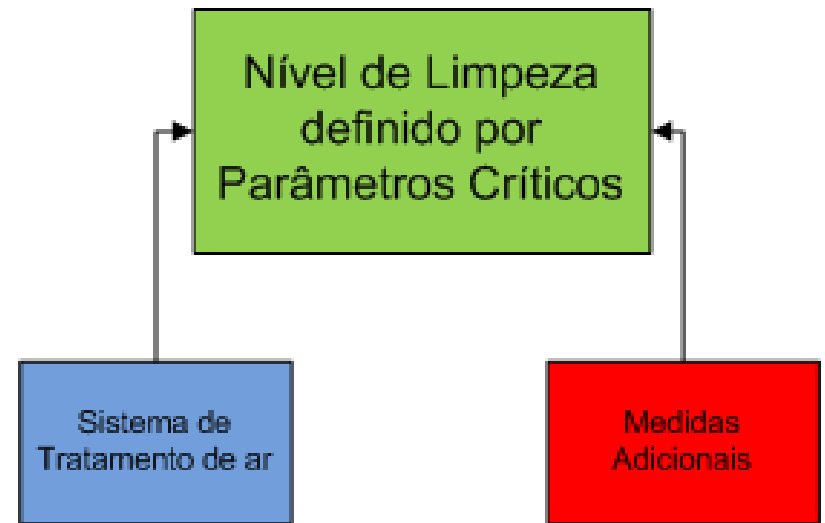 Nível de Limpeza
definido por
Parâmetros Críticos
Sistema de
Tratamento de ar
Medidas
Adicionais